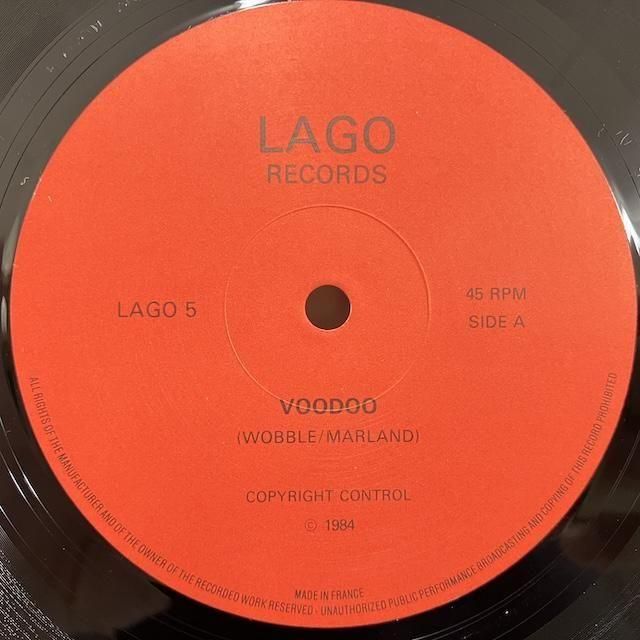 LAGO
RECORDS
LAGO 5
45 RPM
SIDE A
VOODOO
(WOBBLE/MARLAND)
COPYRIGHT CONTROL
© 1984
MADE IN FRANCE
ALL RIGHTS OF THE MANUFACTURER AND OF THE OWNER OF THE RECORDED WORK RESERVED - UNAUTHORIZED PUBLIC PERFORMANCE, BROADCASTING AND COPYING OF THIS RECORD PROHIBITED